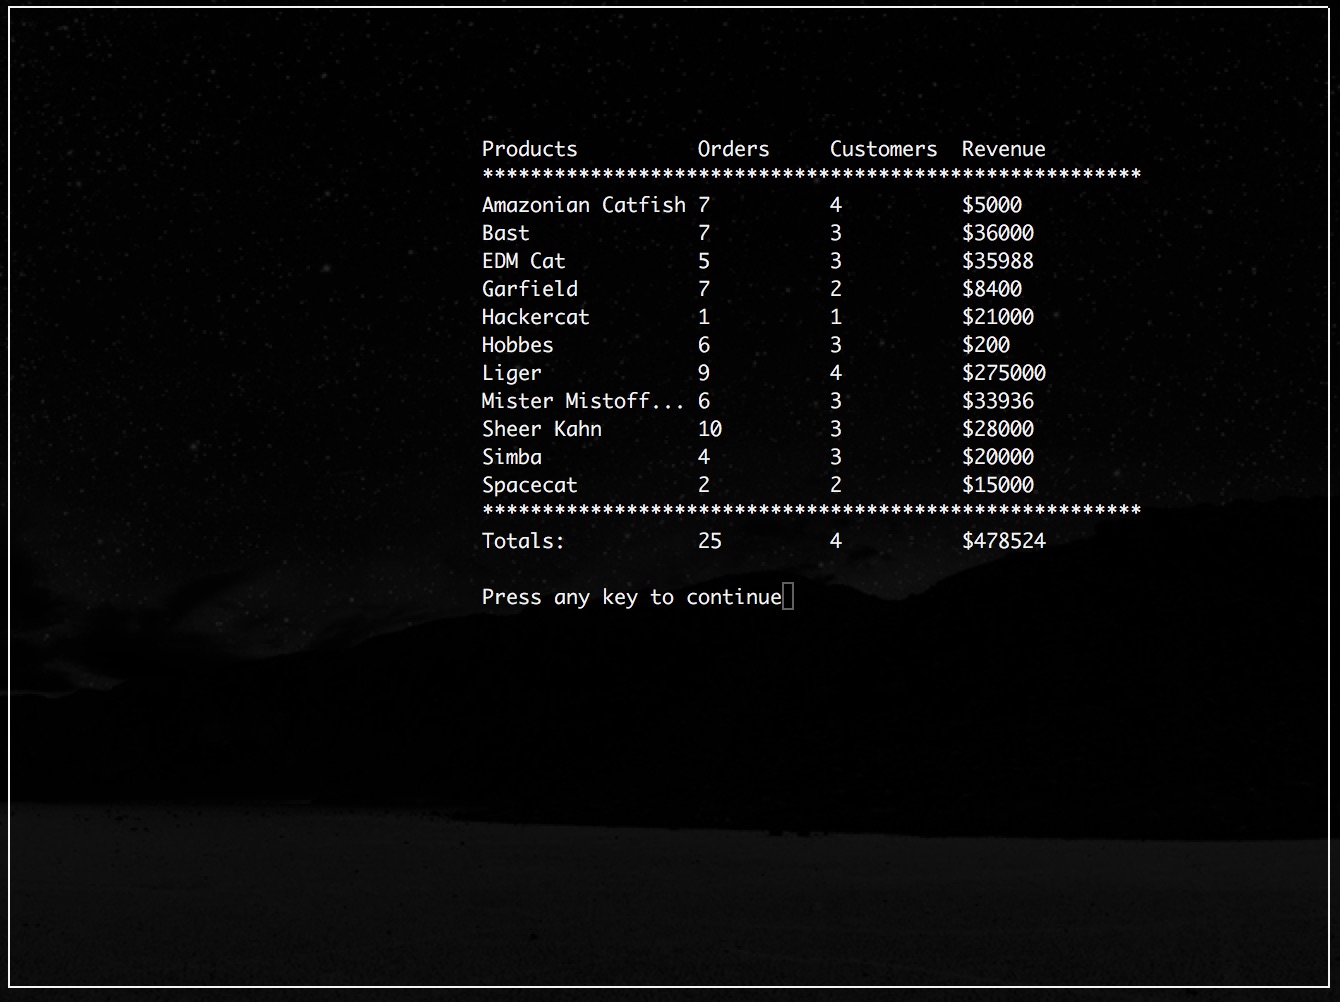 Products Orders Customers Revenue
*******************************************************
Amazonian Catfish 7 4 $5000
Bast 7 3 $36000
EDM Cat 5 3 $35988
Garfield 7 2 $8400
Hackercat 1 1 $21000
Hobbes 6 3 $200
Liger 9 4 $275000
Mister Mistoff... 6 3 $33936
Sheer Kahn 10 3 $28000
Simba 4 3 $20000
Spacecat 2 2 $15000
*******************************************************
Totals: 25 4 $478524
Press any key to continue